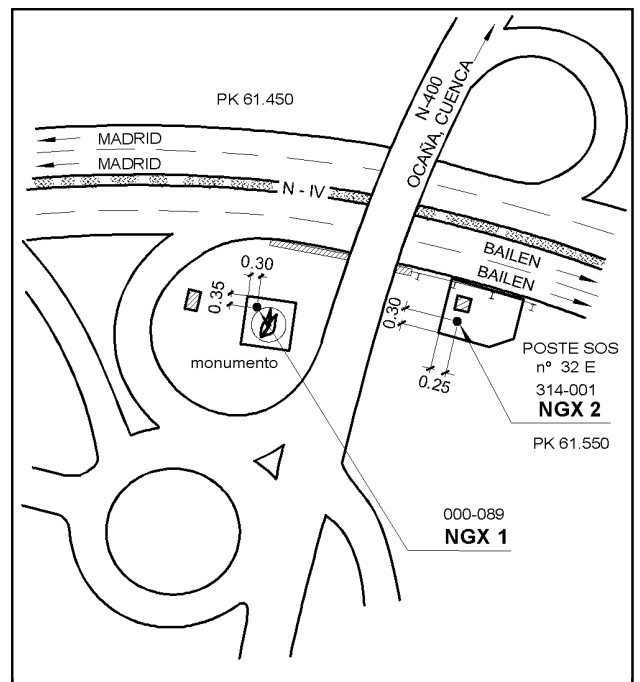 N-400
OCAÑA, CUENCA
PK 61.450
MADRID
MADRID
N - IV
BAILEN
BAILEN
0.30
0.35
monumento
0.30
0.25
POSTE SOS
nº 32 E
314-001
NGX 2
PK 61.550
000-089
NGX 1